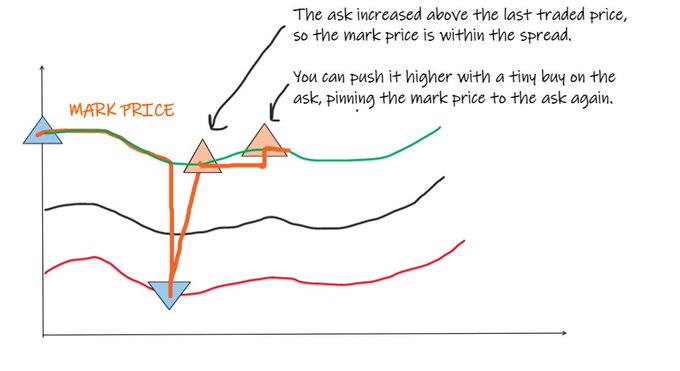 The ask increased above the last traded price,
so the mark price is within the spread.
You can push it higher with a tiny buy on the
ask, pinning the mark price to the ask again.
MARK PRICE